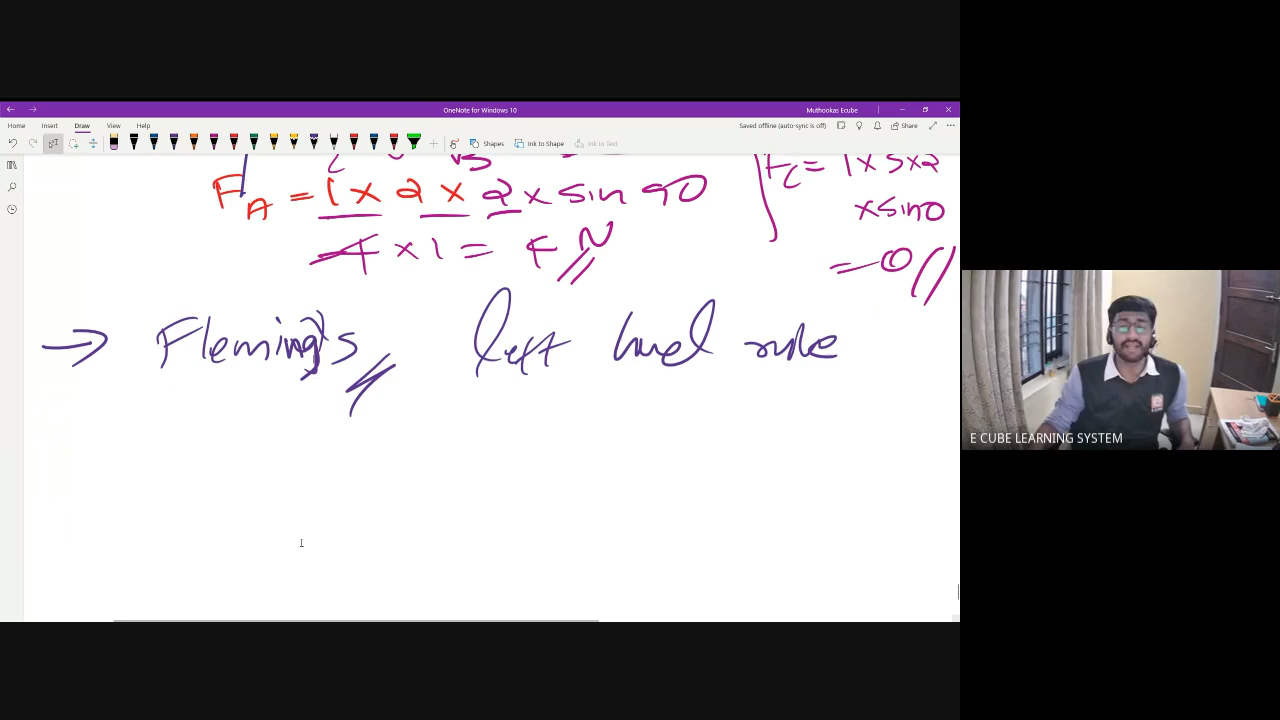 OneNote for Windows 10
Muthookas Ecube
Home Insert Draw View Help
Saved offline (auto-sync is off)
Share
Shapes
Ink to Shape
Ink to Text
F_A = 1 x 2 x 2 x sin 90
4 x 1 = 4 N
F_C = 1 x 5 x 2
x sin 0
= 0 //
→ Fleming's left hand rule
E CUBE LEARNING SYSTEM